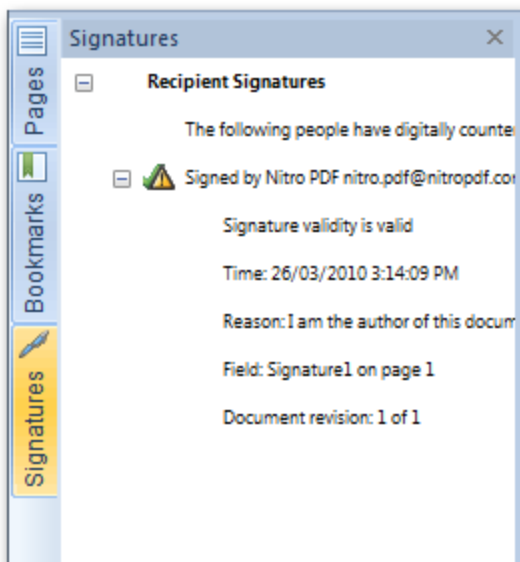 Signatures
Pages
Bookmarks
Signatures
Recipient Signatures
The following people have digitally counte
Signed by Nitro PDF nitro.pdf@nitropdf.co
Signature validity is valid
Time: 26/03/2010 3:14:09 PM
Reason: I am the author of this docum
Field: Signature1 on page 1
Document revision: 1 of 1